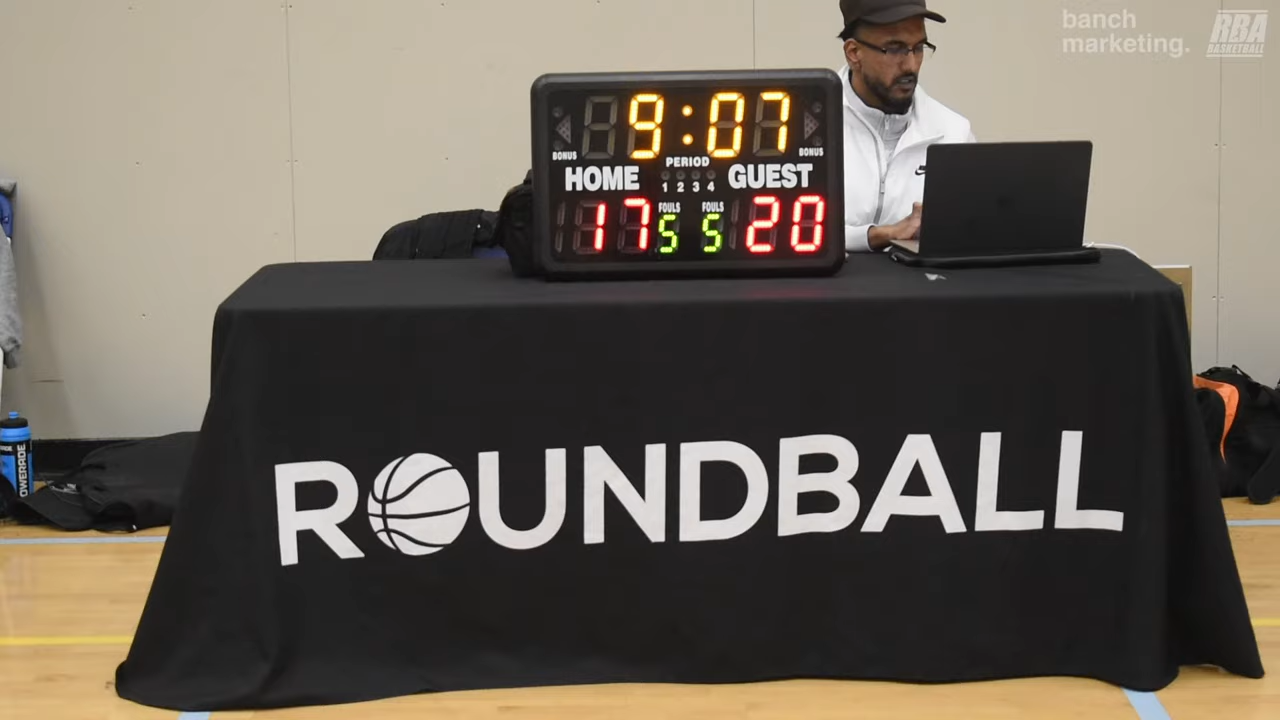 banch
marketing.
RBA
BASKETBALL
9:07
BONUS
BONUS
PERIOD
HOME
1 2 3 4
GUEST
FOULS
FOULS
17
5
5
20
ROUNDBALL
POWERADE